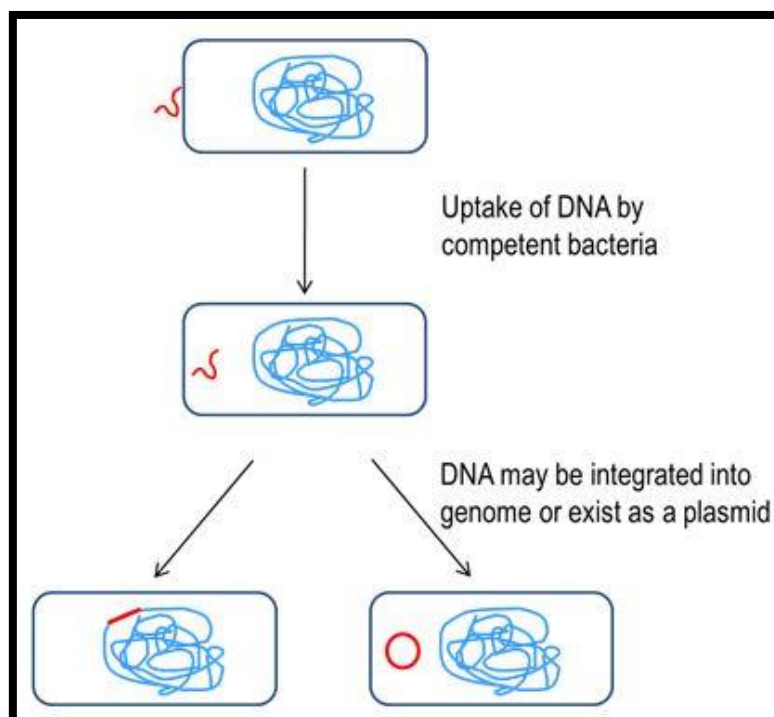 Uptake of DNA by
competent bacteria
DNA may be integrated into
genome or exist as a plasmid